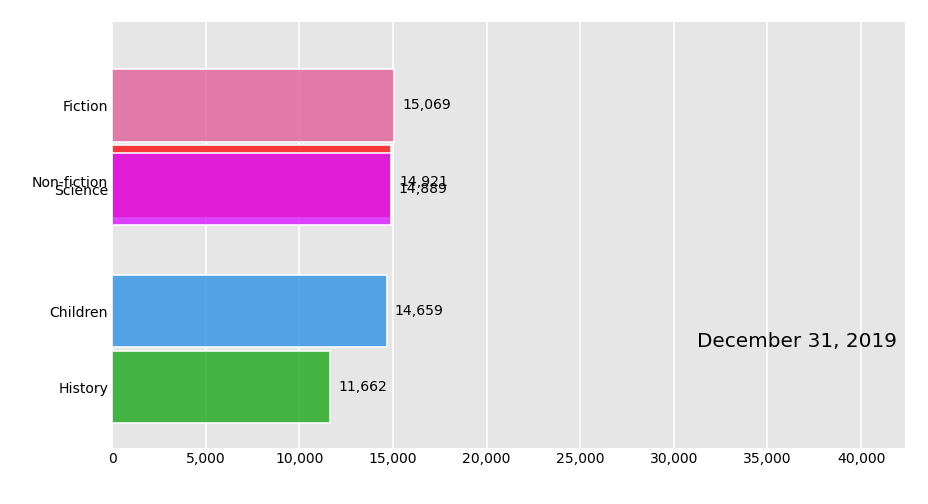 Fiction 15,069
Non-fiction 14,921
Science 14,889
Children 14,659
December 31, 2019
History 11,662
0 5,000 10,000 15,000 20,000 25,000 30,000 35,000 40,000